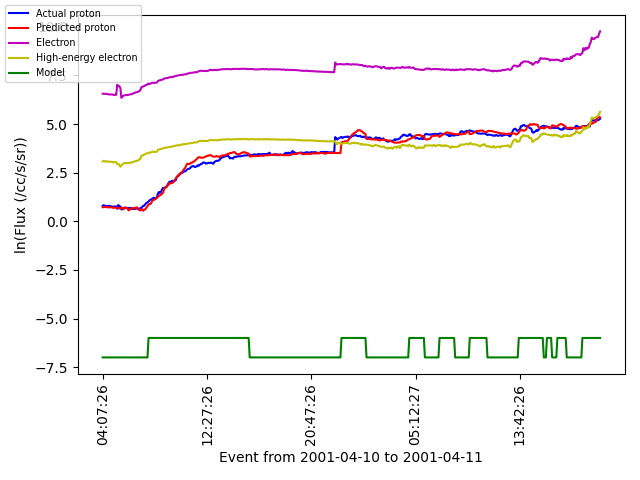 Actual proton
Predicted proton
Electron
High-energy electron
Model
5.0
2.5
0.0
−2.5
−5.0
−7.5
ln(Flux (/cc/s/sr))
04:07:26
12:27:26
20:47:26
05:12:27
13:42:26
Event from 2001-04-10 to 2001-04-11